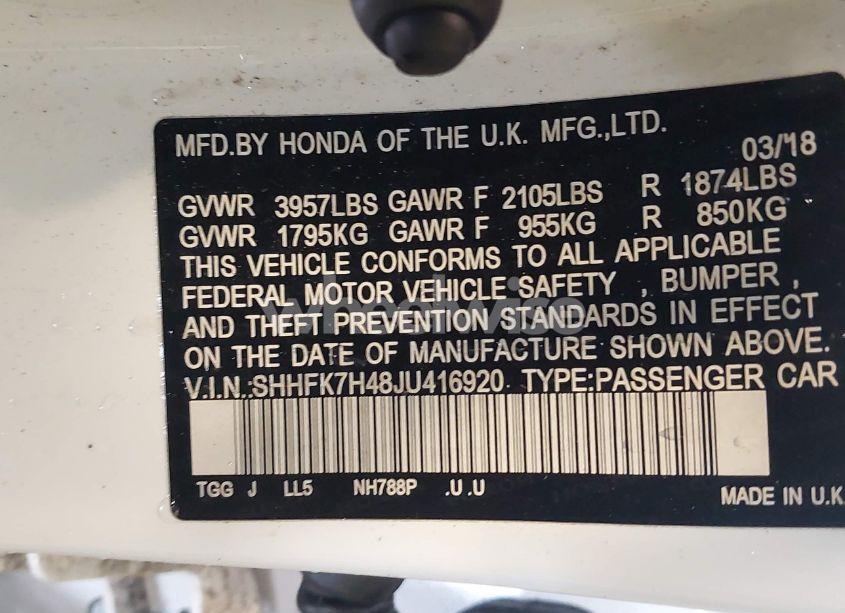 MFD.BY HONDA OF THE U.K. MFG.,LTD.
03/'18
GVWR 3957LBS GAWR F 2105LBS R 1874LBS
GVWR 1795KG GAWR F 955KG R 850KG
THIS VEHICLE CONFORMS TO ALL APPLICABLE
FEDERAL MOTOR VEHICLE SAFETY , BUMPER ,
AND THEFT PREVENTION STANDARDS IN EFFECT
ON THE DATE OF MANUFACTURE SHOWN ABOVE.
V.I.N.:SHHFK7H48JU416920 TYPE:PASSENGER CAR
TGG J LL5 NH788P .U .U
MADE IN U.K.
wheelwise